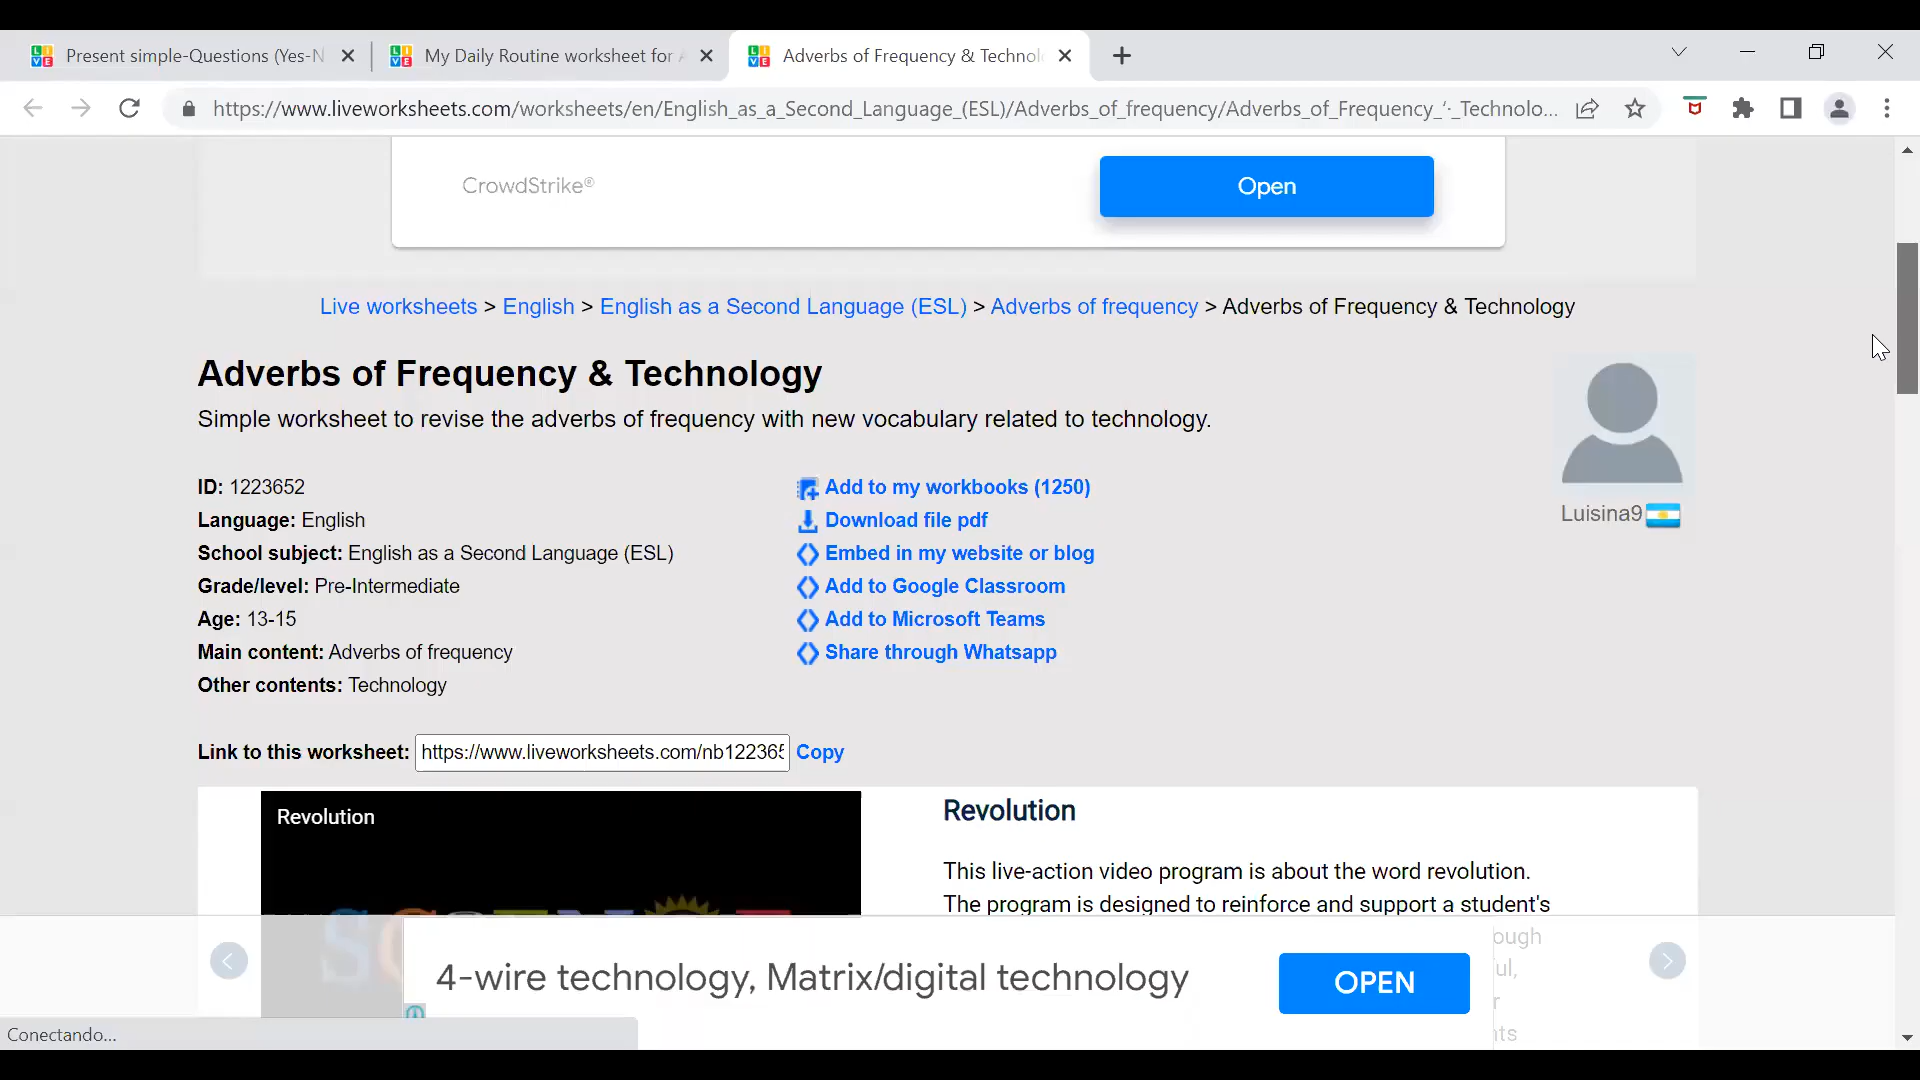 Present simple-Questions (Yes-N
My Daily Routine worksheet for
Adverbs of Frequency & Technol
https://www.liveworksheets.com/worksheets/en/English_as_a_Second_Language_(ESL)/Adverbs_of_frequency/Adverbs_of_Frequency_'·_Technolo...
CrowdStrike®
Open
Live worksheets > English > English as a Second Language (ESL) > Adverbs of frequency > Adverbs of Frequency & Technology
Adverbs of Frequency & Technology
Simple worksheet to revise the adverbs of frequency with new vocabulary related to technology.
ID: 1223652
Language: English
School subject: English as a Second Language (ESL)
Grade/level: Pre-Intermediate
Age: 13-15
Main content: Adverbs of frequency
Other contents: Technology
Add to my workbooks (1250)
Download file pdf
Embed in my website or blog
Add to Google Classroom
Add to Microsoft Teams
Share through Whatsapp
Luisina9
Link to this worksheet: https://www.liveworksheets.com/nb122365 Copy
Revolution
Revolution
This live-action video program is about the word revolution.
The program is designed to reinforce and support a student's
ough
ful,
r
nts
4-wire technology, Matrix/digital technology
OPEN
Conectando...